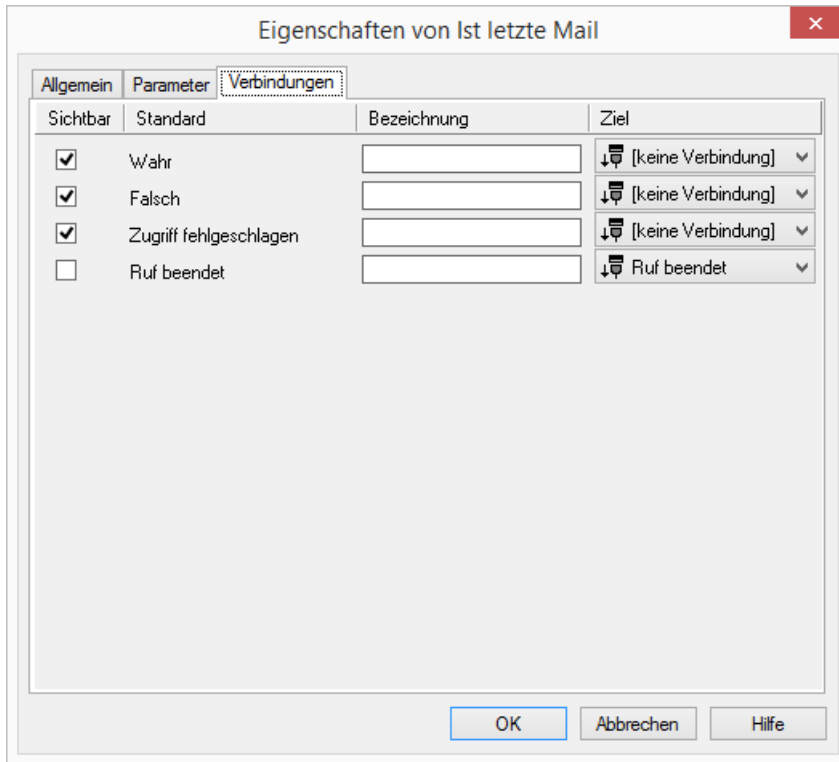 Eigenschaften von Ist letzte Mail
Allgemein Parameter Verbindungen
Sichtbar Standard Bezeichnung Ziel
Wahr [keine Verbindung]
Falsch [keine Verbindung]
Zugriff fehlgeschlagen [keine Verbindung]
Ruf beendet Ruf beendet
OK Abbrechen Hilfe